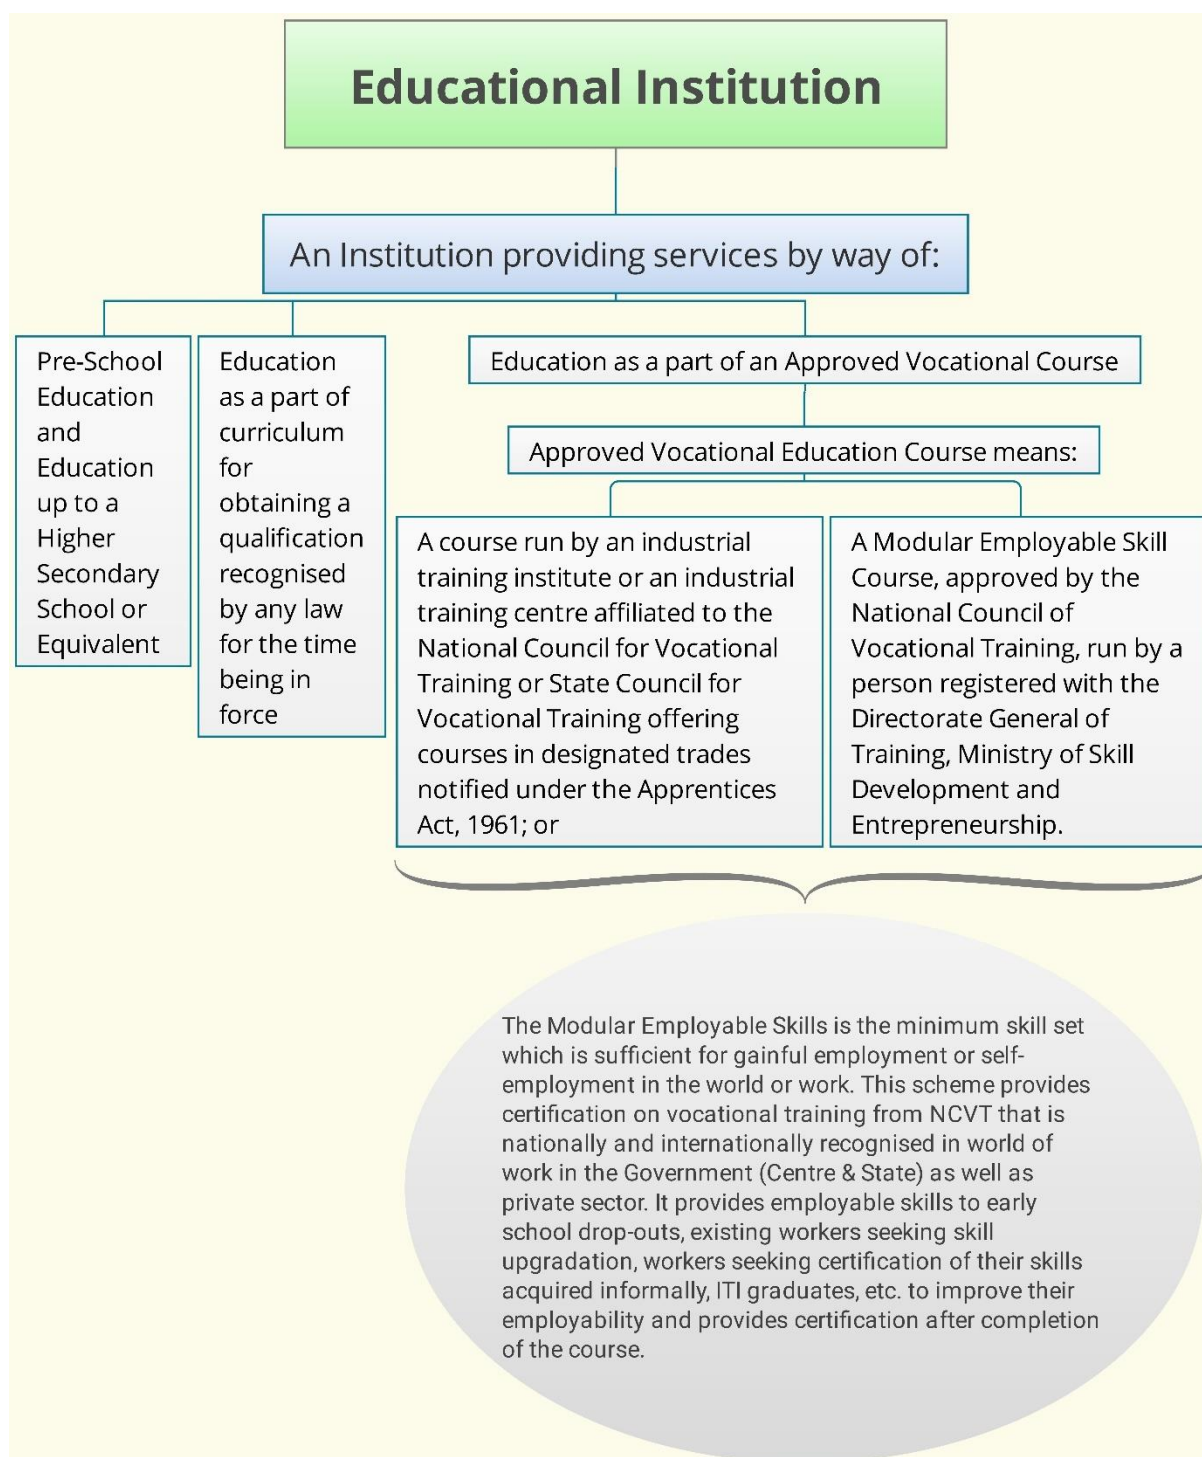 Educational Institution
An Institution providing services by way of:
Pre-School
Education
and
Education
up to a
Higher
Secondary
School or
Equivalent
Education
as a part of
curriculum
for
obtaining a
qualification
recognised
by any law
for the time
being in
force
Education as a part of an Approved Vocational Course
Approved Vocational Education Course means:
A course run by an industrial
training institute or an industrial
training centre affiliated to the
National Council for Vocational
Training or State Council for
Vocational Training offering
courses in designated trades
notified under the Apprentices
Act, 1961; or
A Modular Employable Skill
Course, approved by the
National Council of
Vocational Training, run by a
person registered with the
Directorate General of
Training, Ministry of Skill
Development and
Entrepreneurship.
The Modular Employable Skills is the minimum skill set
which is sufficient for gainful employment or self-
employment in the world or work. This scheme provides
certification on vocational training from NCVT that is
nationally and internationally recognised in world of
work in the Government (Centre & State) as well as
private sector. It provides employable skills to early
school drop-outs, existing workers seeking skill
upgradation, workers seeking certification of their skills
acquired informally, ITI graduates, etc. to improve their
employability and provides certification after completion
of the course.